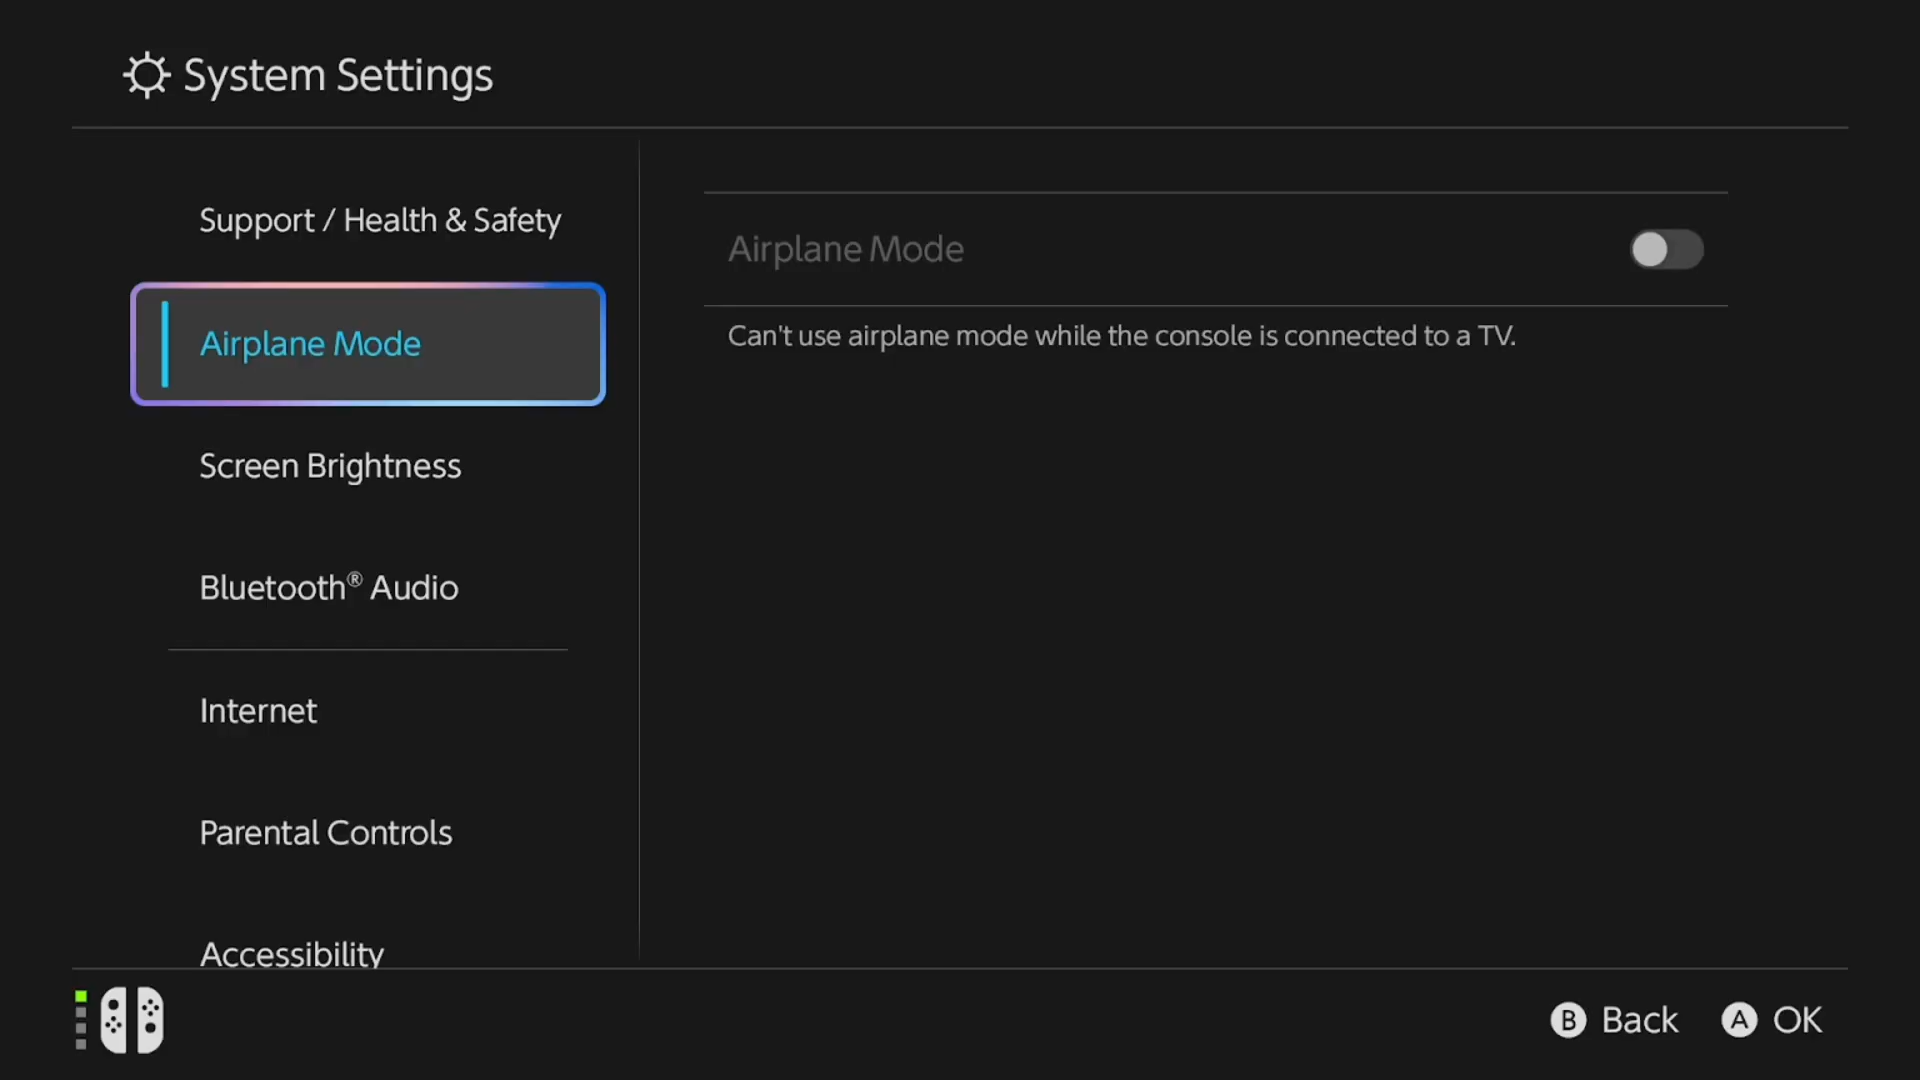 System Settings
Support / Health & Safety
Airplane Mode
Screen Brightness
Bluetooth® Audio
Internet
Parental Controls
Accessibility
Airplane Mode
Can't use airplane mode while the console is connected to a TV.
B Back A OK